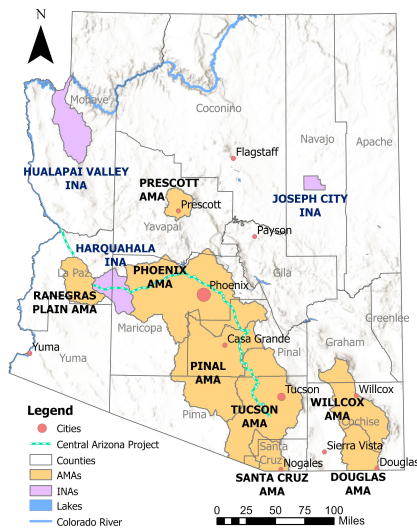 N
Mohave
Coconino
Navajo
Apache
Flagstaff
HUALAPAI VALLEY
INA
PRESCOTT
AMA
Prescott
JOSEPH CITY
INA
Yavapai
Payson
HARQUAHALA
INA
La Paz
PHOENIX
AMA
Phoenix
Gila
RANEGRAS
PLAIN AMA
Maricopa
Greenlee
Yuma
Yuma
Casa Grande
Graham
Pinal
PINAL
AMA
Tucson
Willcox
WILLCOX
AMA
Pima
TUCSON
AMA
Cochise
Legend
Cities
Central Arizona Project
Counties
AMAs
INAs
Lakes
Colorado River
Santa
Cruz
Sierra Vista
Nogales
Douglas
SANTA CRUZ
AMA
DOUGLAS
AMA
0 25 50 100
Miles